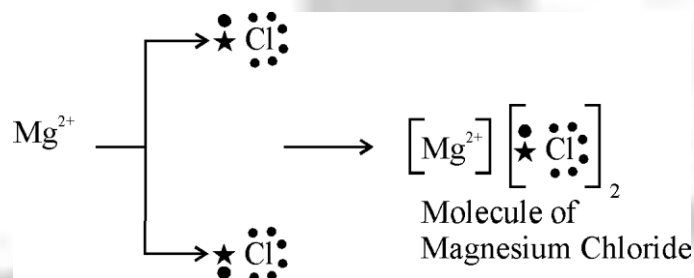 Cl
Mg²⁺
[Mg²⁺] [Cl]₂
Molecule of
Magnesium Chloride
Cl